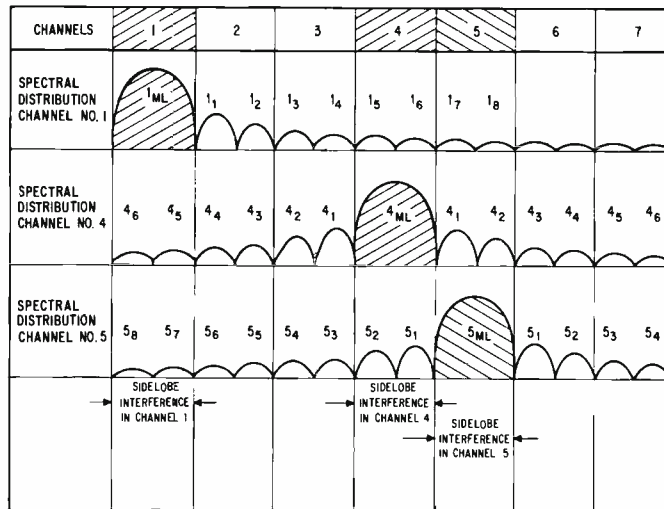 CHANNELS 1 2 3 4 5 6 7
SPECTRAL
DISTRIBUTION
CHANNEL NO. 1
1ML 1₁ 1₂ 1₃ 1₄ 1₅ 1₆ 1₇ 1₈
SPECTRAL
DISTRIBUTION
CHANNEL NO. 4
4₆ 4₅ 4₄ 4₃ 4₂ 4₁ 4ML 4₁ 4₂ 4₃ 4₄ 4₅ 4₆
SPECTRAL
DISTRIBUTION
CHANNEL NO. 5
5₈ 5₇ 5₆ 5₅ 5₄ 5₃ 5₂ 5₁ 5ML 5₁ 5₂ 5₃ 5₄
SIDELOBE
INTERFERENCE
IN CHANNEL 1
SIDELOBE
INTERFERENCE
IN CHANNEL 4
SIDELOBE
INTERFERENCE
IN CHANNEL 5